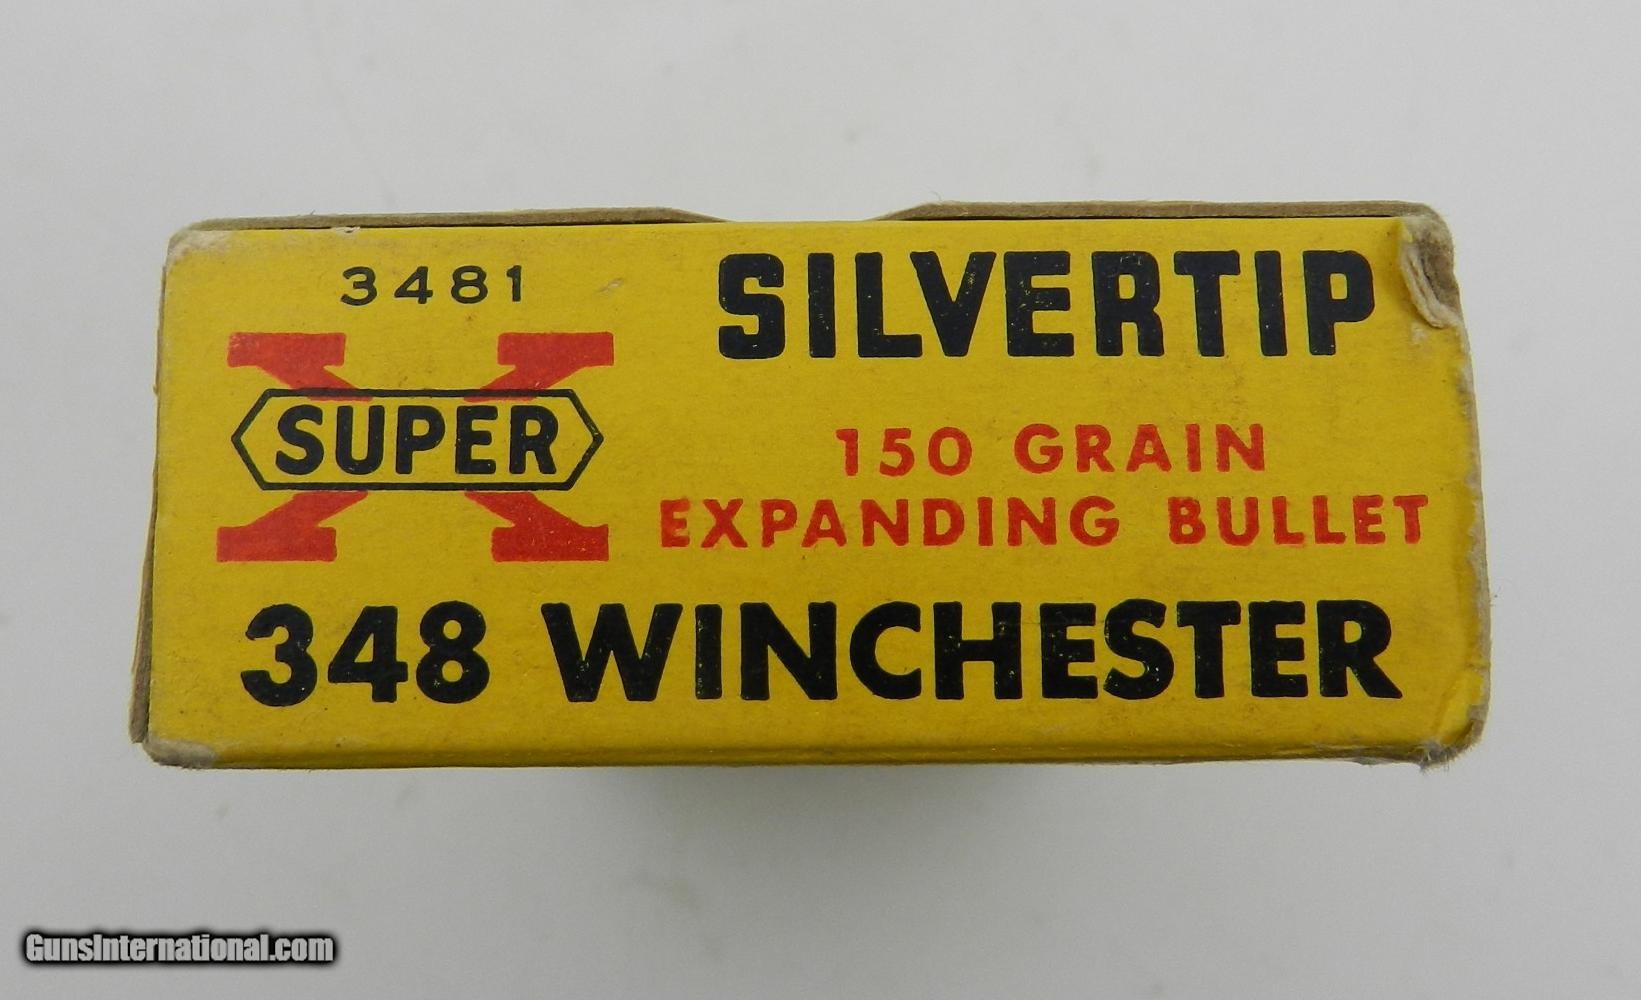 3481
SUPER X
SILVERTIP
150 GRAIN
EXPANDING BULLET
348 WINCHESTER
GunsInternational.com